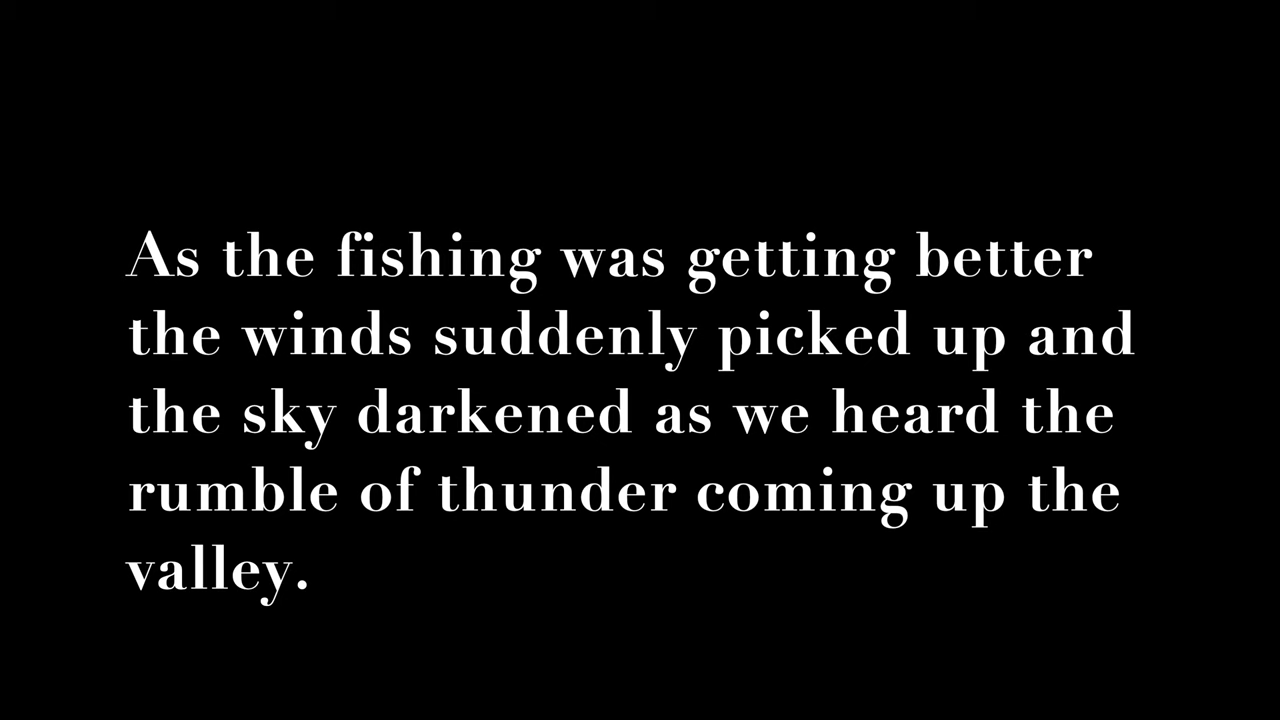 As the fishing was getting better
the winds suddenly picked up and
the sky darkened as we heard the
rumble of thunder coming up the
valley.